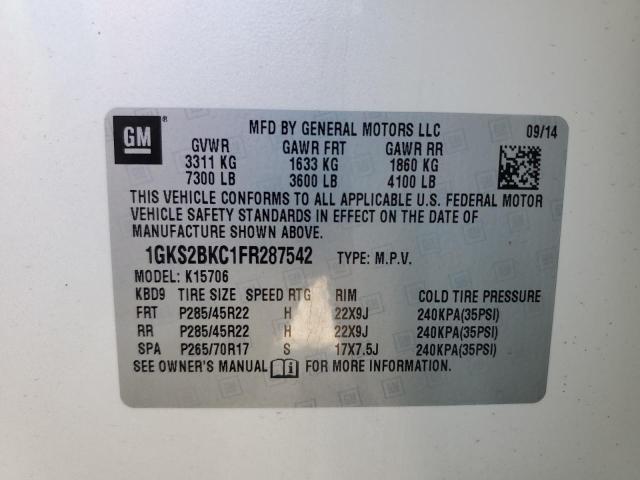 GM
MFD BY GENERAL MOTORS LLC 09/14
GVWR GAWR FRT GAWR RR
3311 KG 1633 KG 1860 KG
7300 LB 3600 LB 4100 LB
THIS VEHICLE CONFORMS TO ALL APPLICABLE U.S. FEDERAL MOTOR
VEHICLE SAFETY STANDARDS IN EFFECT ON THE DATE OF
MANUFACTURE SHOWN ABOVE.
1GKS2BKC1FR287542 TYPE: M.P.V.
MODEL: K15706
KBD9 TIRE SIZE SPEED RTG RIM COLD TIRE PRESSURE
FRT P285/45R22 H 22X9J 240KPA(35PSI)
RR P285/45R22 H 22X9J 240KPA(35PSI)
SPA P265/70R17 S 17X7.5J 240KPA(35PSI)
SEE OWNER'S MANUAL i FOR MORE INFORMATION.